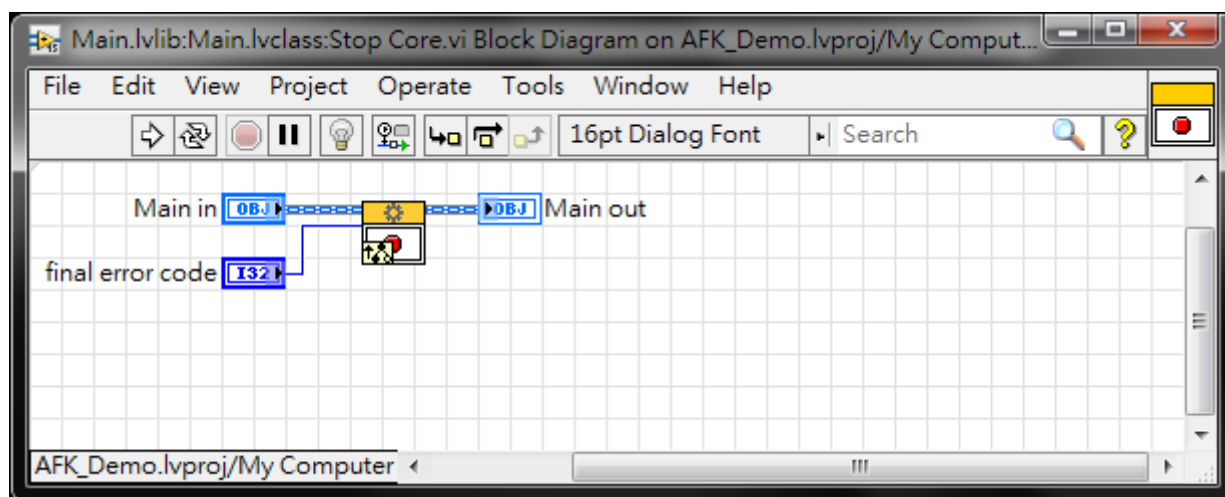 Main.lvlib:Main.lvclass:Stop Core.vi Block Diagram on AFK_Demo.lvproj/My Comput...
File Edit View Project Operate Tools Window Help
16pt Dialog Font Search
Main in OBJ OBJ Main out
final error code I32
AFK_Demo.lvproj/My Computer